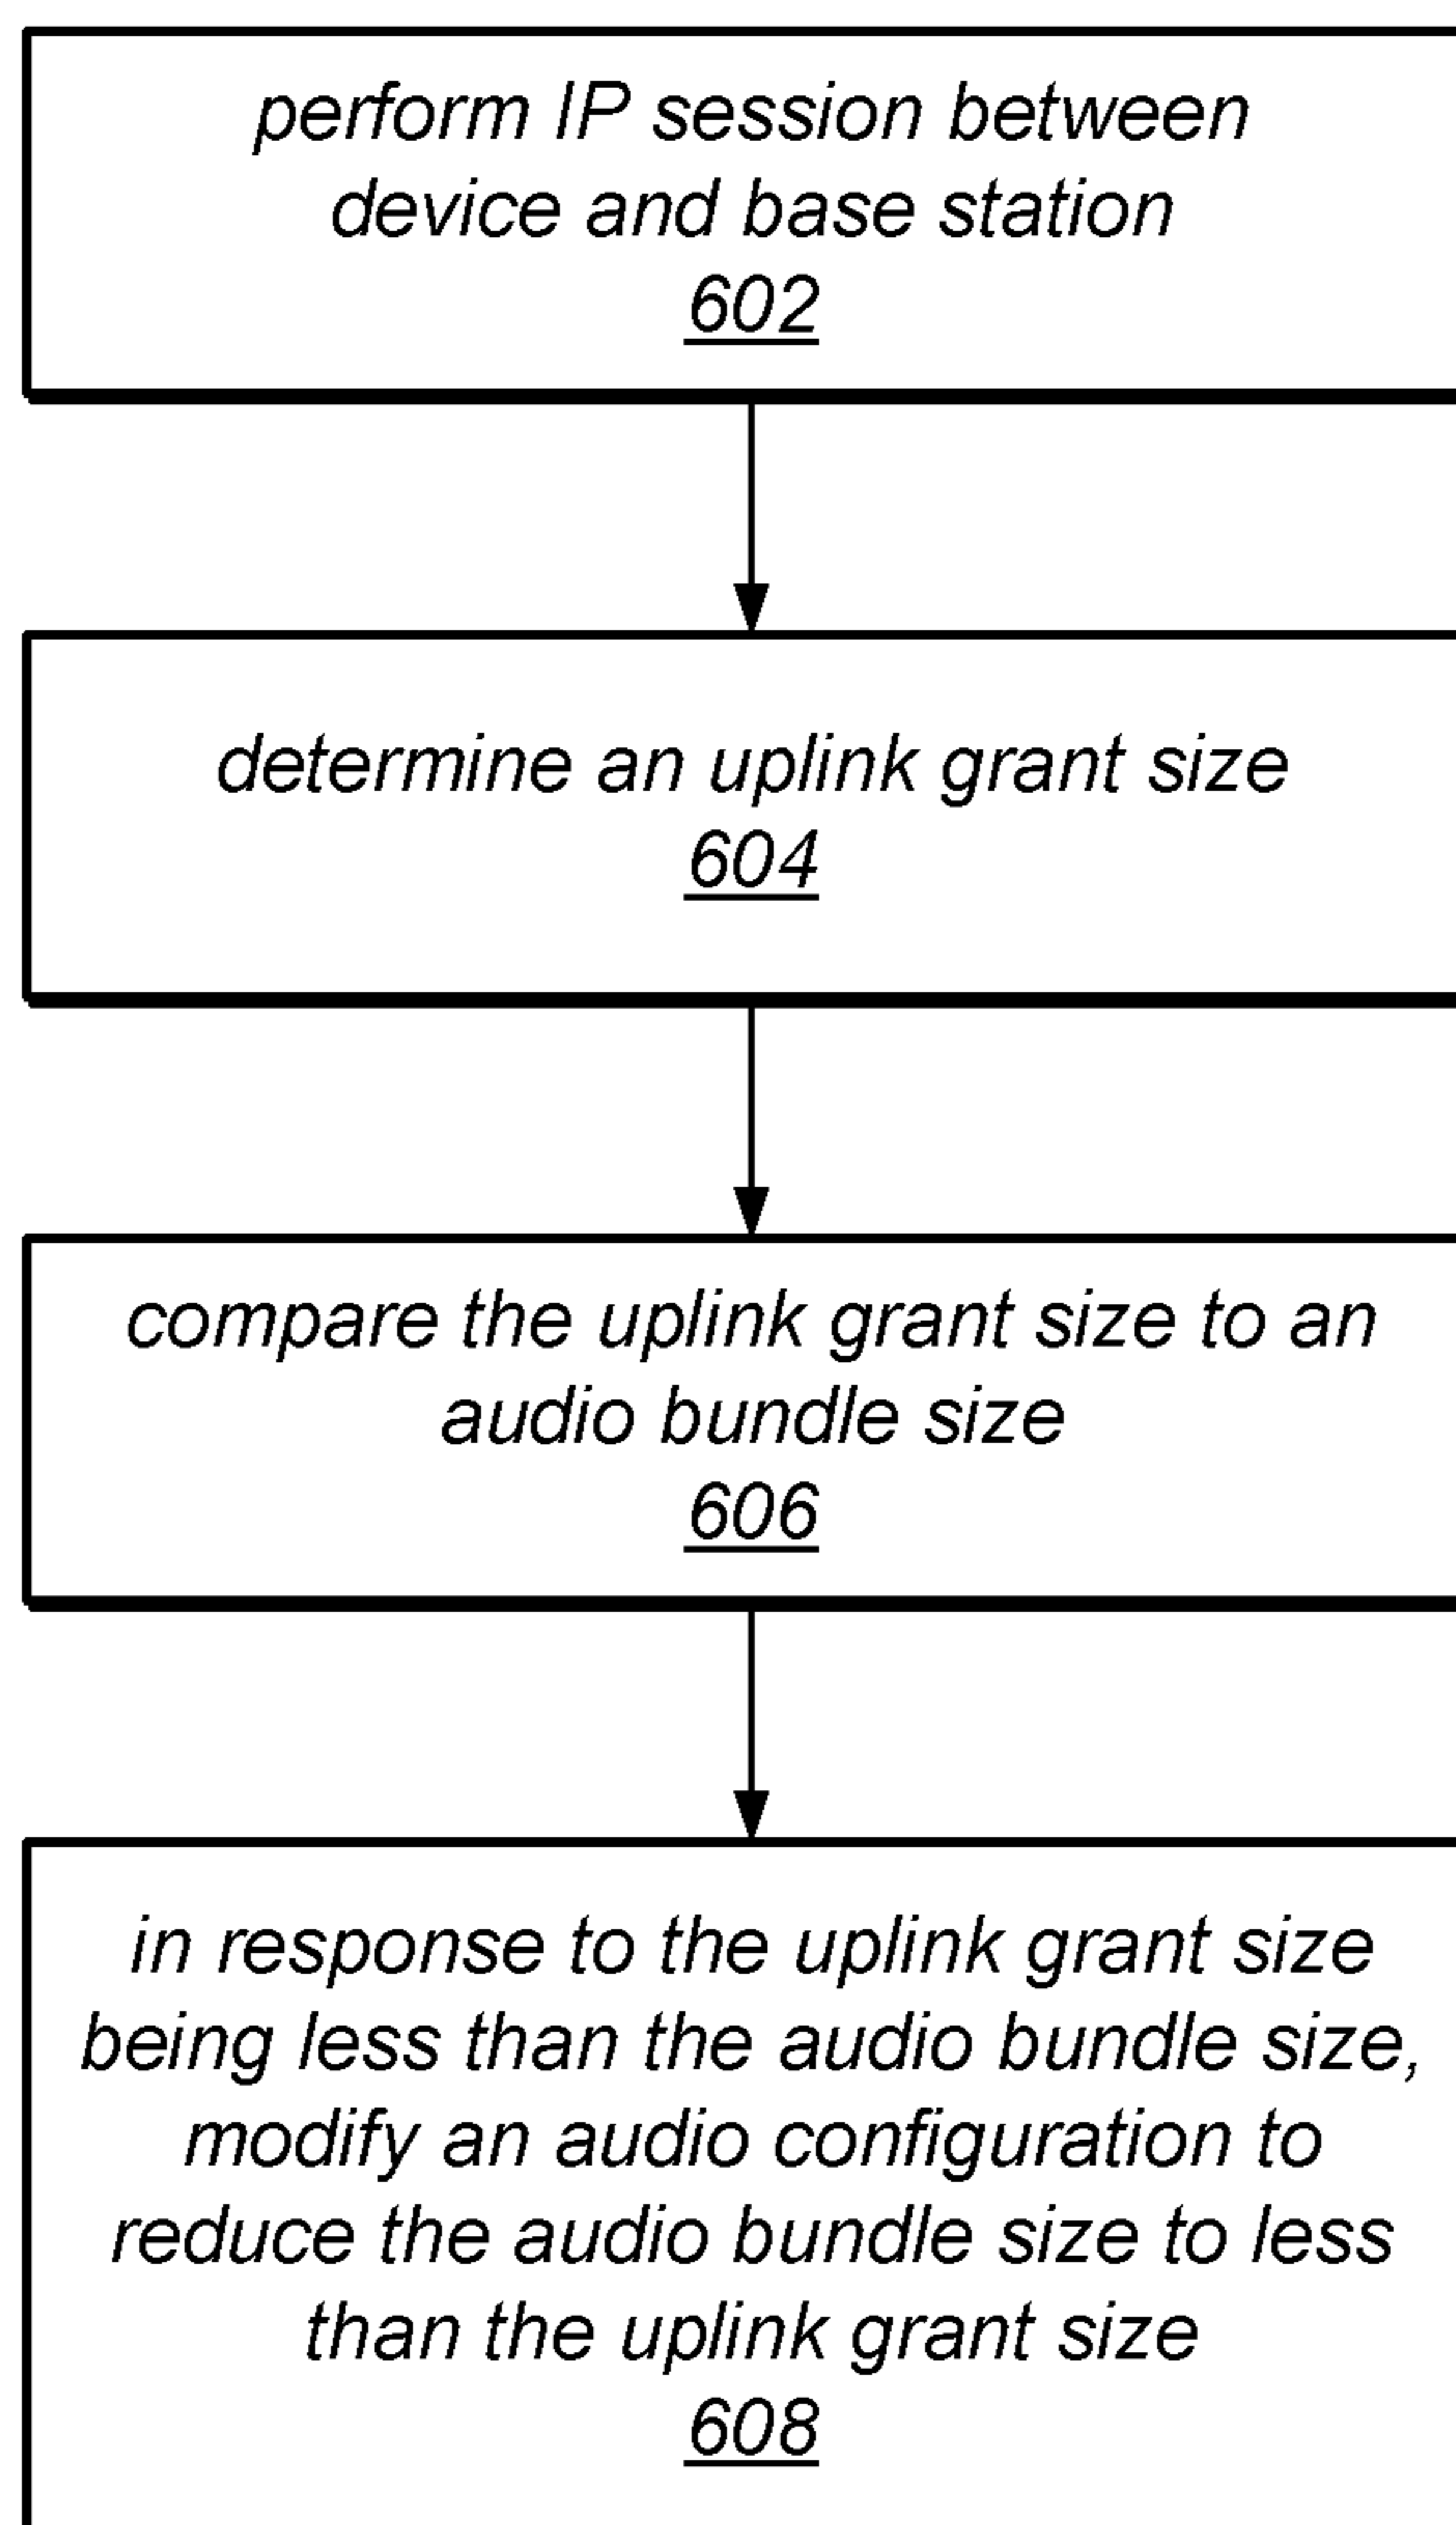 perform IP session between
device and base station
602
determine an uplink grant size
604
compare the uplink grant size to an
audio bundle size
606
in response to the uplink grant size
being less than the audio bundle size,
modify an audio configuration to
reduce the audio bundle size to less
than the uplink grant size
608